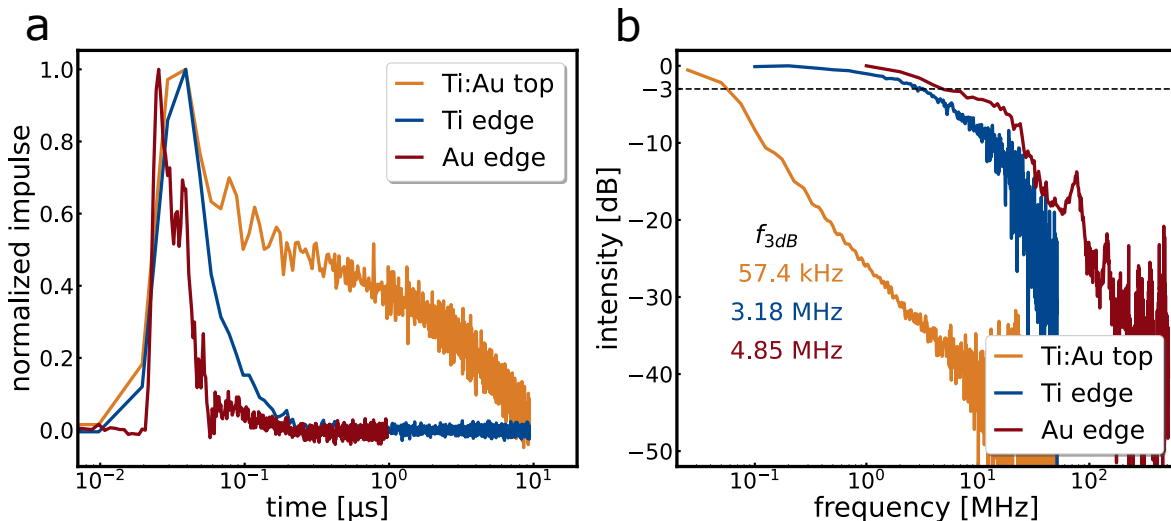 a
normalized impulse
1.0
0.8
0.6
0.4
0.2
0.0
10⁻²
10⁻¹
10⁰
10¹
time [μs]
Ti:Au top
Ti edge
Au edge
b
intensity [dB]
0
−3
−10
−20
−30
−40
−50
10⁻¹
10⁰
10¹
10²
frequency [MHz]
f3dB
57.4 kHz
3.18 MHz
4.85 MHz
Ti:Au top
Ti edge
Au edge